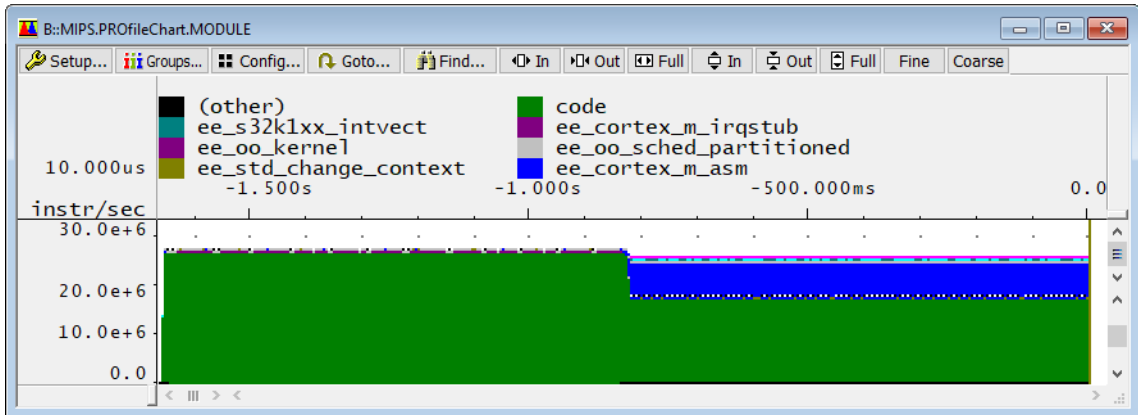 B::MIPS.PROfileChart.MODULE
Setup... Groups... Config... Goto... Find... In Out Full In Out Full Fine Coarse
(other) code
ee_s32k1xx_intvect ee_cortex_m_irqstub
ee_oo_kernel ee_oo_sched_partitioned
10.000us ee_std_change_context ee_cortex_m_asm
-1.500s -1.000s -500.000ms 0.0
instr/sec
30.0e+6
20.0e+6
10.0e+6
0.0